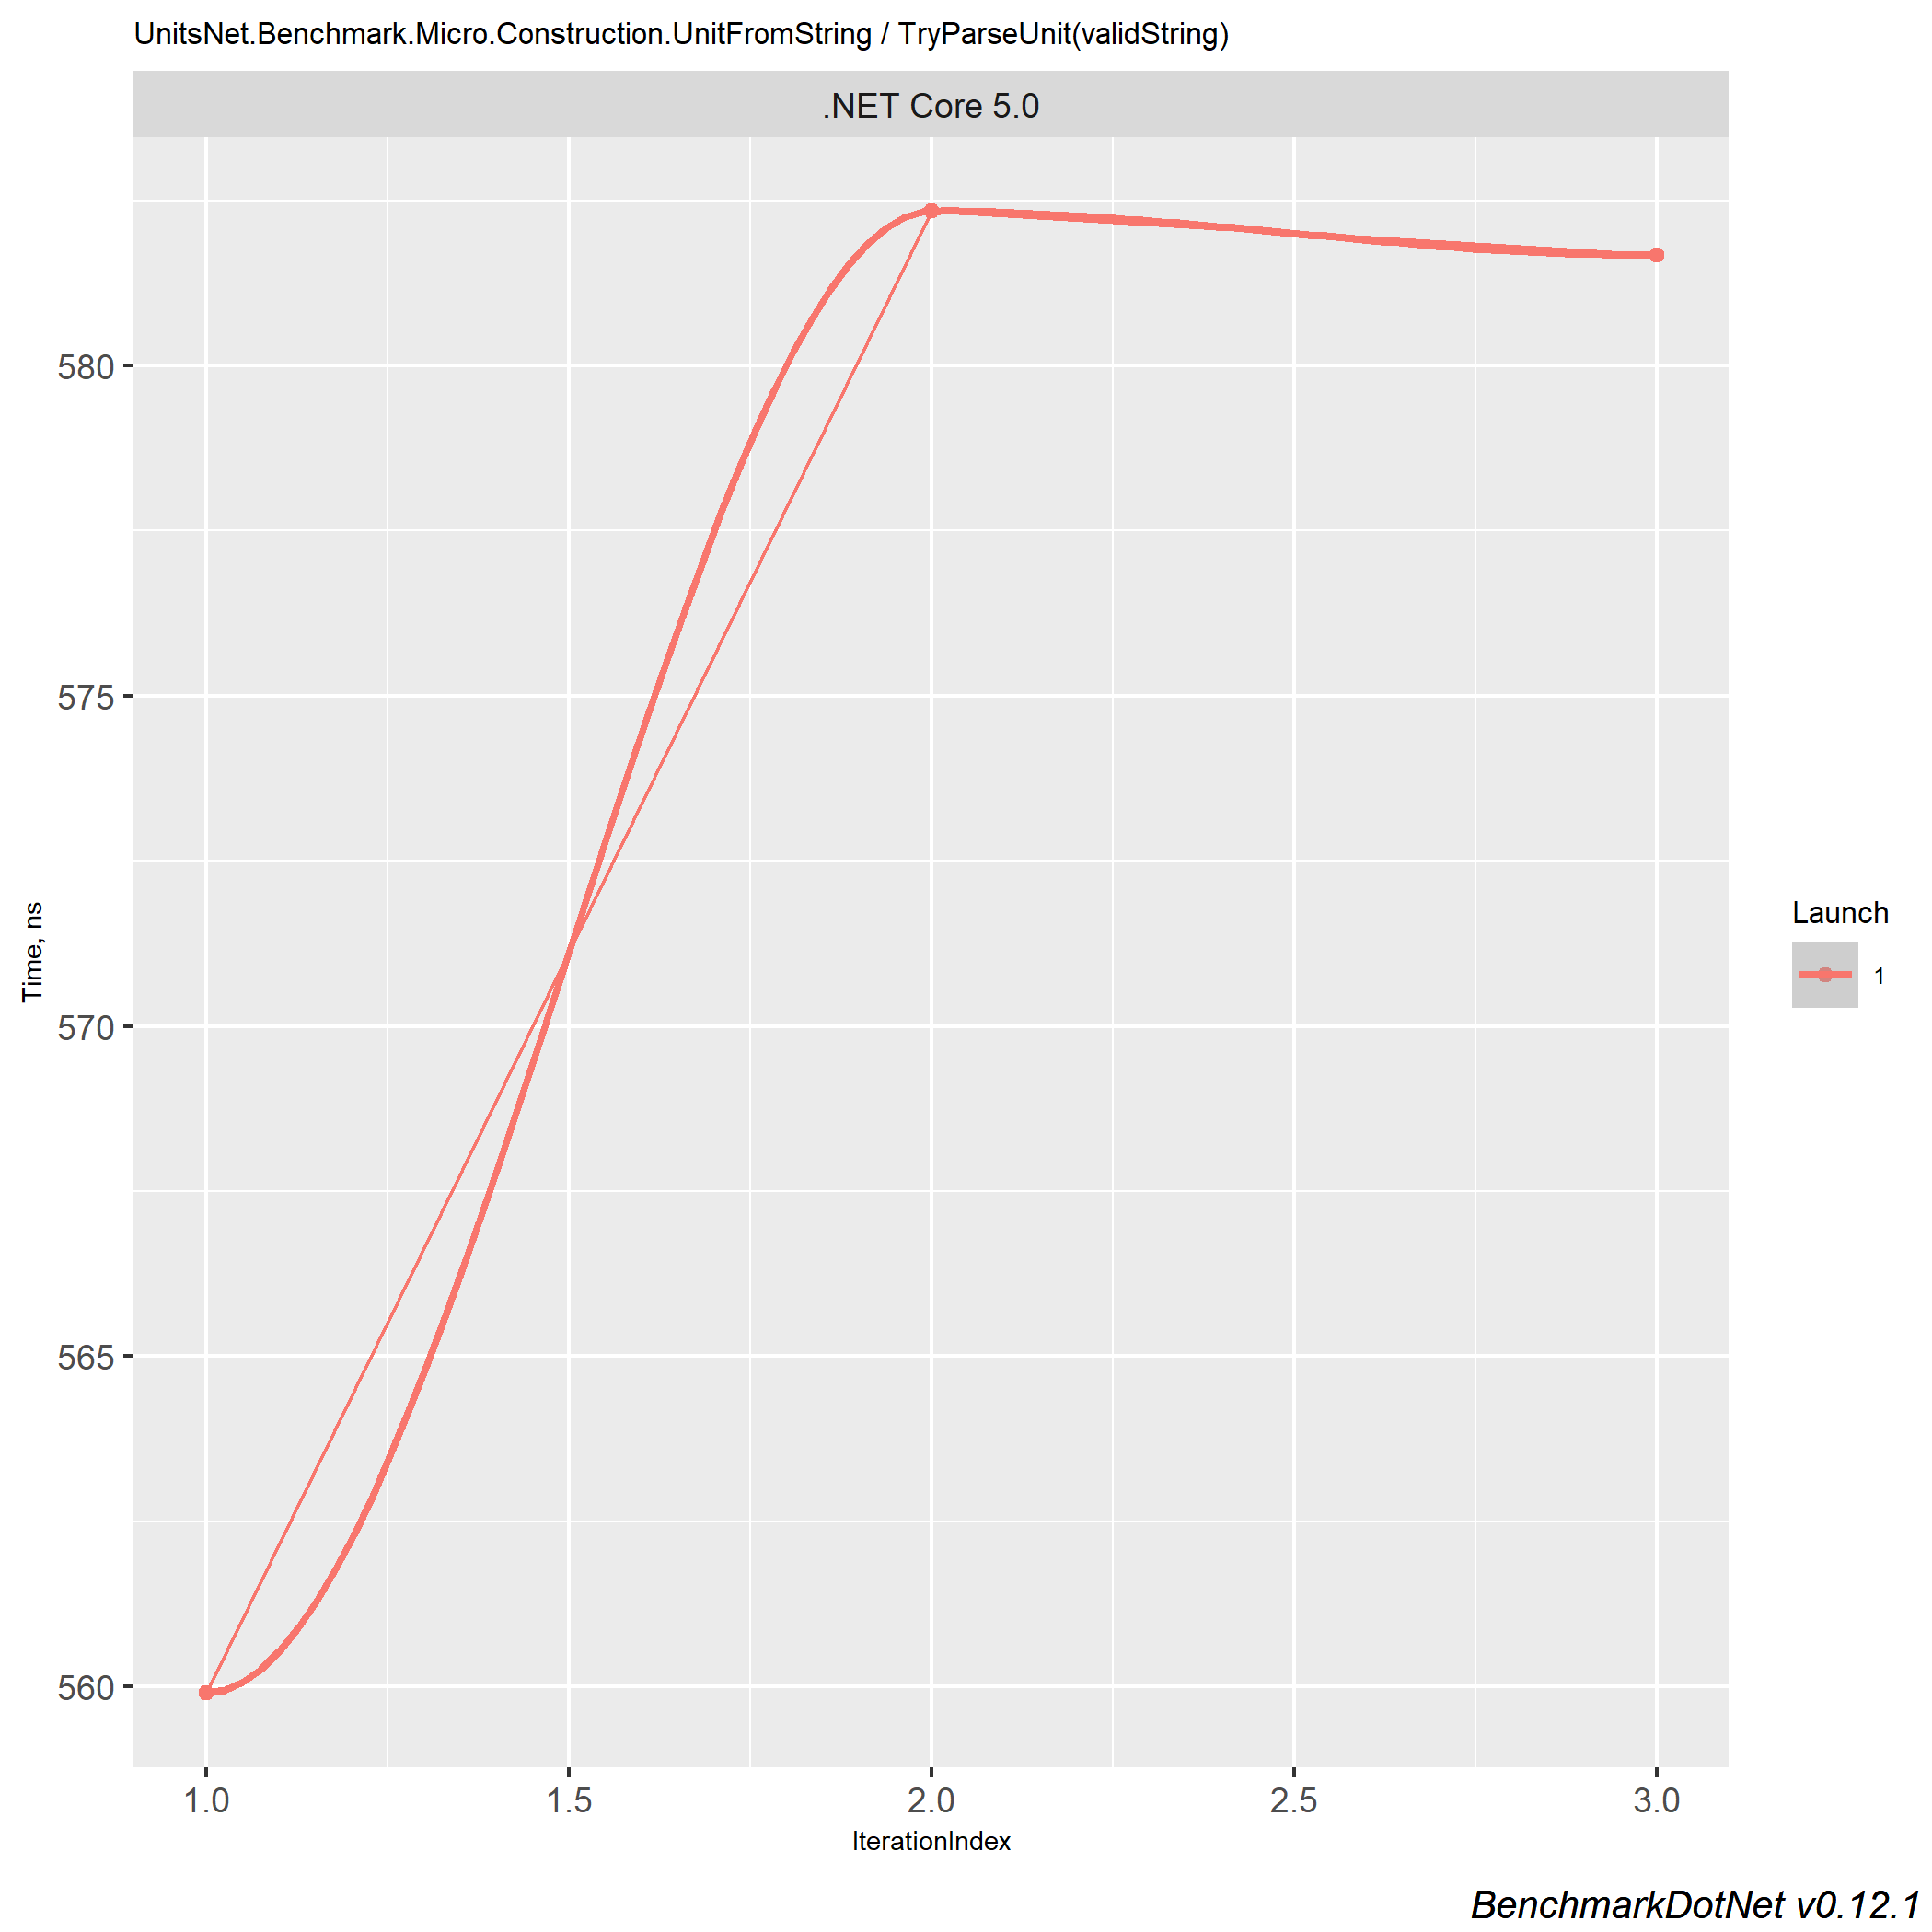 UnitsNet.Benchmark.Micro.Construction.UnitFromString / TryParseUnit(validString)
.NET Core 5.0
580
575
570
565
560
Time, ns
1.0 1.5 2.0 2.5 3.0
IterationIndex
Launch
1
BenchmarkDotNet v0.12.1